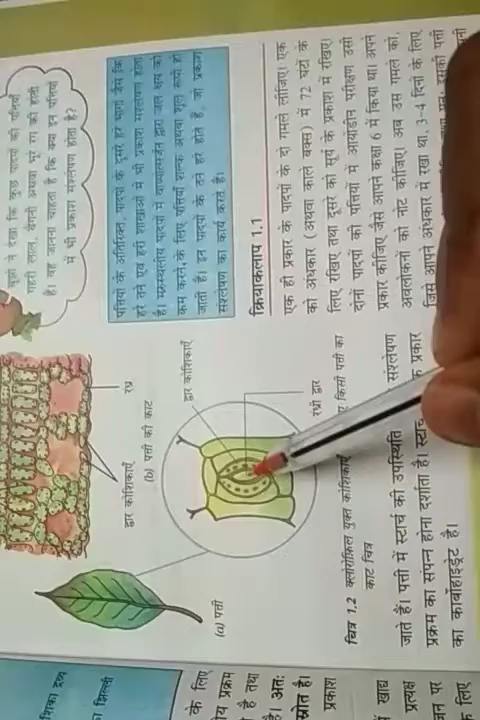 बूझो ने देखा कि कुछ पादपों की पत्तियाँ
गहरी लाल, बैंगनी अथवा भूरे रंग की होती
हैं। वह जानना चाहता है कि क्या इन पत्तियों
में भी प्रकाश संश्लेषण होता है?
पत्तियों के अतिरिक्त पादपों के दूसरे हरे भागों जैसे कि
हरे तने एवं हरी शाखाओं में भी प्रकाश संश्लेषण होता
है। मरुस्थलीय पादपों में वाष्पोत्सर्जन द्वारा जल क्षय को
कम करने के लिए पत्तियाँ शल्क अथवा शूल रूपी हो
जाती हैं। इन पादपों के तने हरे होते हैं, जो प्रकाश
संश्लेषण का कार्य करते हैं।
क्रियाकलाप 1.1
एक ही प्रकार के पादपों के दो गमले लीजिए। एक
को अंधकार (अथवा काले बक्स) में 72 घंटों के
लिए रखिए तथा दूसरे को सूर्य के प्रकाश में रखिए।
दोनों पादपों की पत्तियों में आयोडीन परीक्षण उसी
प्रकार कीजिए जैसे आपने कक्षा 6 में किया था। अपने
अवलोकनों को नोट कीजिए। अब उस गमले को,
जिसे आपने अंधकार में रखा था, 3-4 दिनों के लिए
उसकी पत्ती
द्वार कोशिकाएँ
रंध्र
(b) पत्ती की काट
द्वार कोशिकाएँ
रंध्री द्वार
(a) पत्ती
चित्र 1.2 क्लोरोफ़िल युक्त कोशिकाएँ किसी पत्ती का
काट चित्र
संश्लेषण
जाते हैं। पत्ती में स्टार्च की उपस्थिति
प्रक्रम का संपन्न होना दर्शाता है। स्टार्च प्रकार
का कार्बोहाइड्रेट है।
के लिए
है तथा
है। अतः
स्रोत है।
प्रकाश
खाद्य
प्रत्यक्ष
पर
के लिए